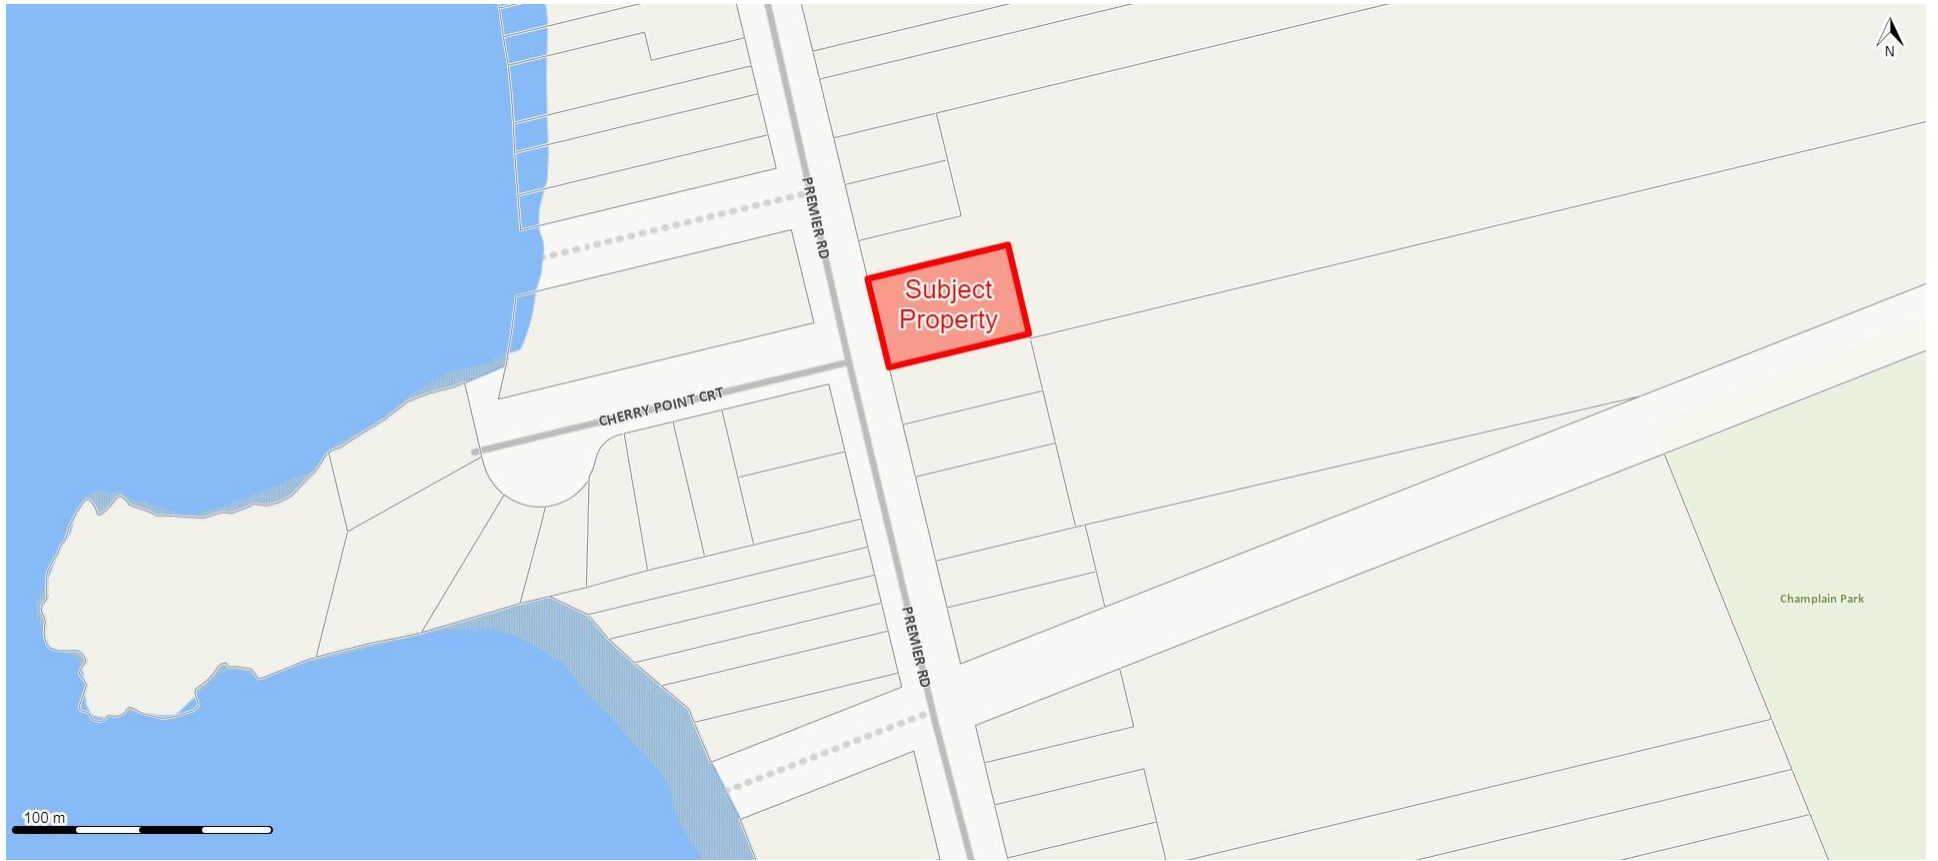 N
PREMIER RD
Subject
Property
CHERRY POINT CRT
Champlain Park
PREMIER RD
100 m